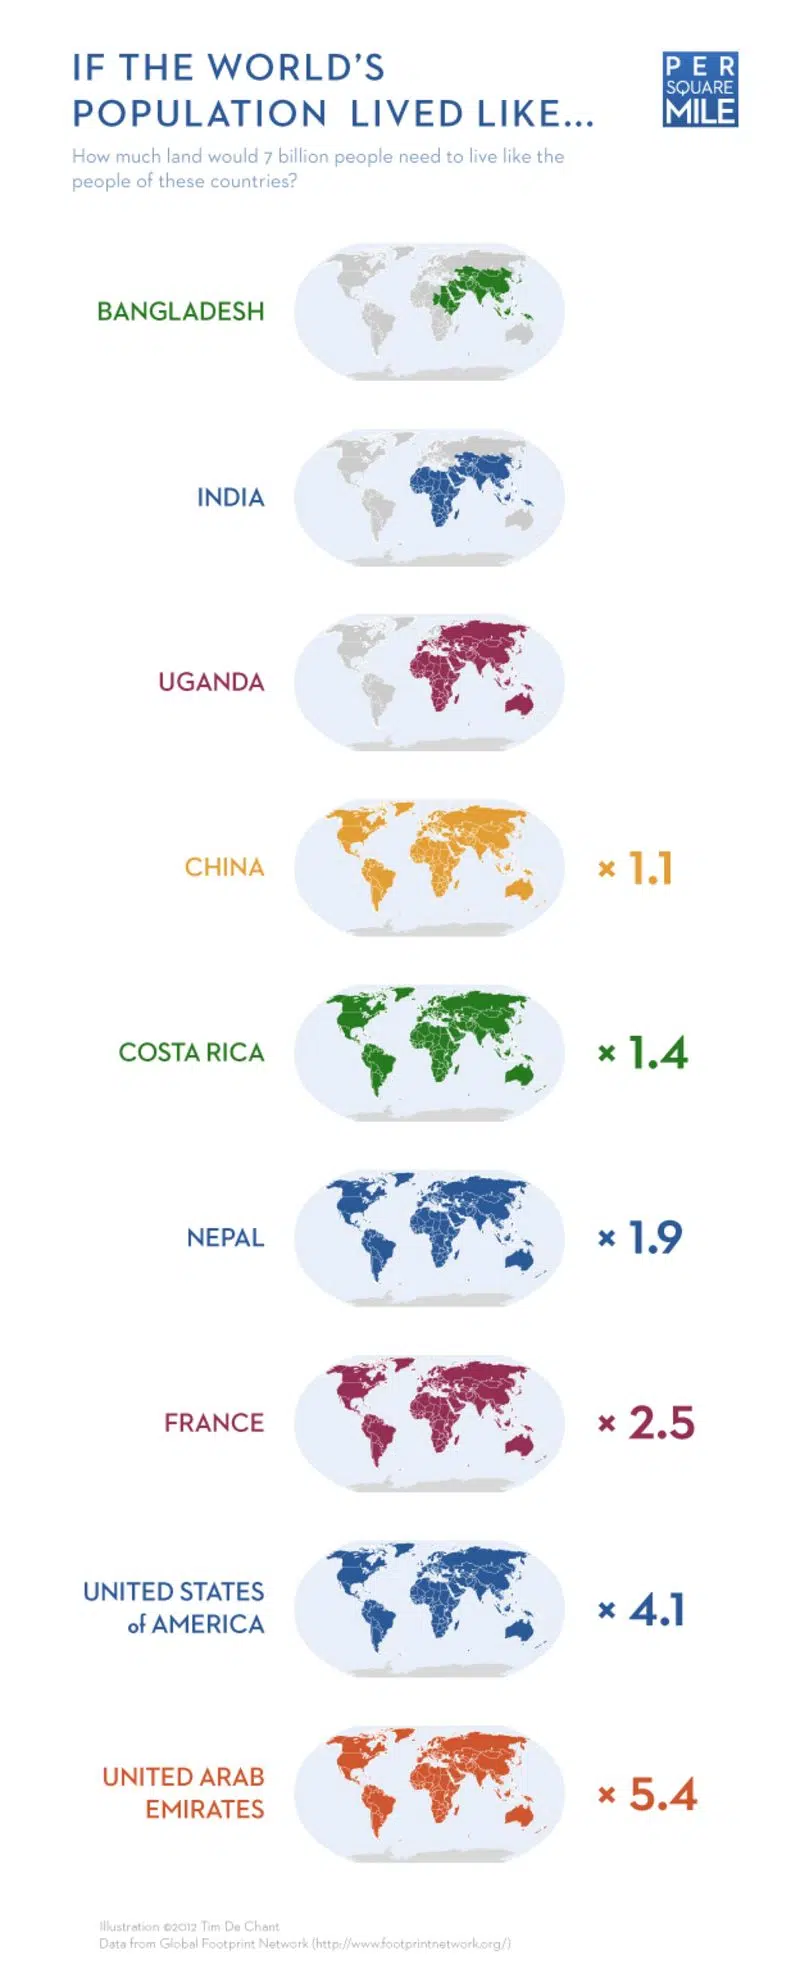 IF THE WORLD'S
POPULATION LIVED LIKE...
PER
SQUARE
MILE
How much land would 7 billion people need to live like the
people of these countries?
BANGLADESH
INDIA
UGANDA
CHINA
× 1.1
COSTA RICA
× 1.4
NEPAL
× 1.9
FRANCE
× 2.5
UNITED STATES
of AMERICA
× 4.1
UNITED ARAB
EMIRATES
× 5.4
Illustration ©2012 Tim De Chant
Data from Global Footprint Network (http://www.footprintnetwork.org/)